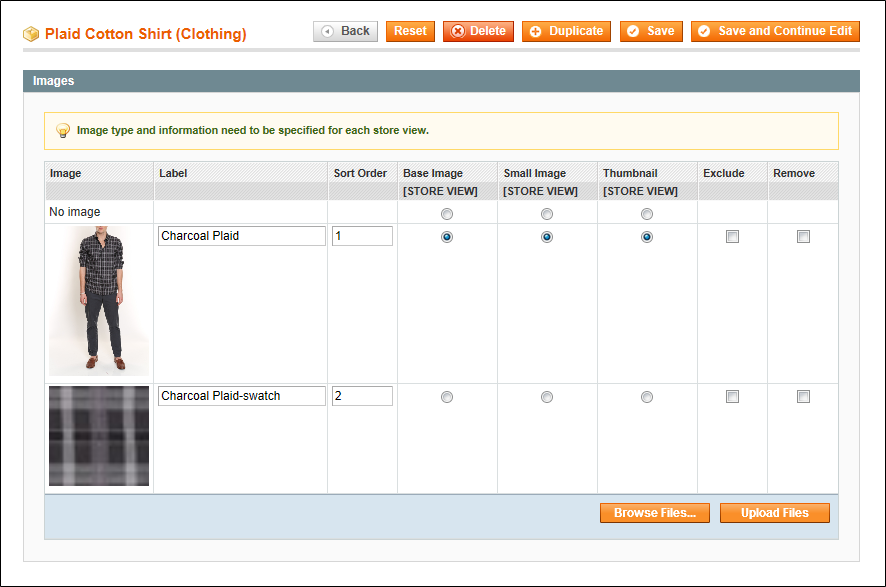 Plaid Cotton Shirt (Clothing) Back Reset Delete Duplicate Save Save and Continue Edit
Images
Image type and information need to be specified for each store view.
Image Label Sort Order Base Image Small Image Thumbnail Exclude Remove
[STORE VIEW] [STORE VIEW] [STORE VIEW]
No image
Charcoal Plaid 1
Charcoal Plaid-swatch 2
Browse Files... Upload Files